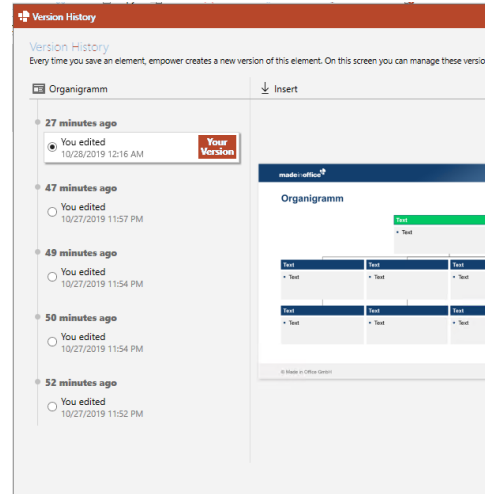 Version History
Version History
Every time you save an element, empower creates a new version of this element. On this screen you can manage these versio
Organigramm
Insert
27 minutes ago
You edited
10/28/2019 12:16 AM
Your
Version
47 minutes ago
You edited
10/27/2019 11:57 PM
49 minutes ago
You edited
10/27/2019 11:54 PM
50 minutes ago
You edited
10/27/2019 11:54 PM
52 minutes ago
You edited
10/27/2019 11:52 PM
madeinoffice
Organigramm
Text
• Text
Text Text Text
• Text • Text • Text
Text Text Text
• Text • Text • Text
© Made in Office GmbH